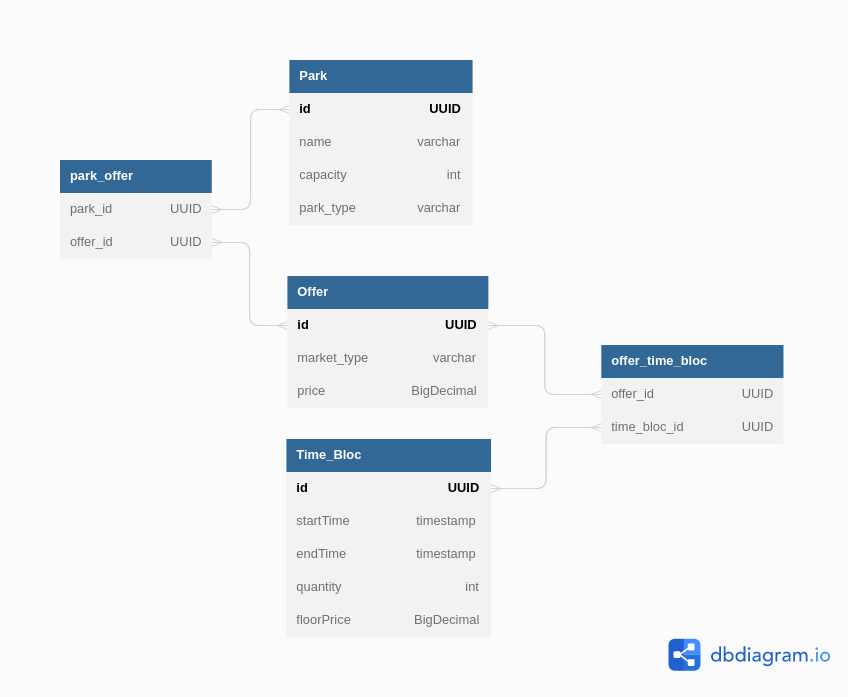 Park
id UUID
name varchar
capacity int
park_type varchar
park_offer
park_id UUID
offer_id UUID
Offer
id UUID
market_type varchar
price BigDecimal
offer_time_bloc
offer_id UUID
time_bloc_id UUID
Time_Bloc
id UUID
startTime timestamp
endTime timestamp
quantity int
floorPrice BigDecimal
dbdiagram.io